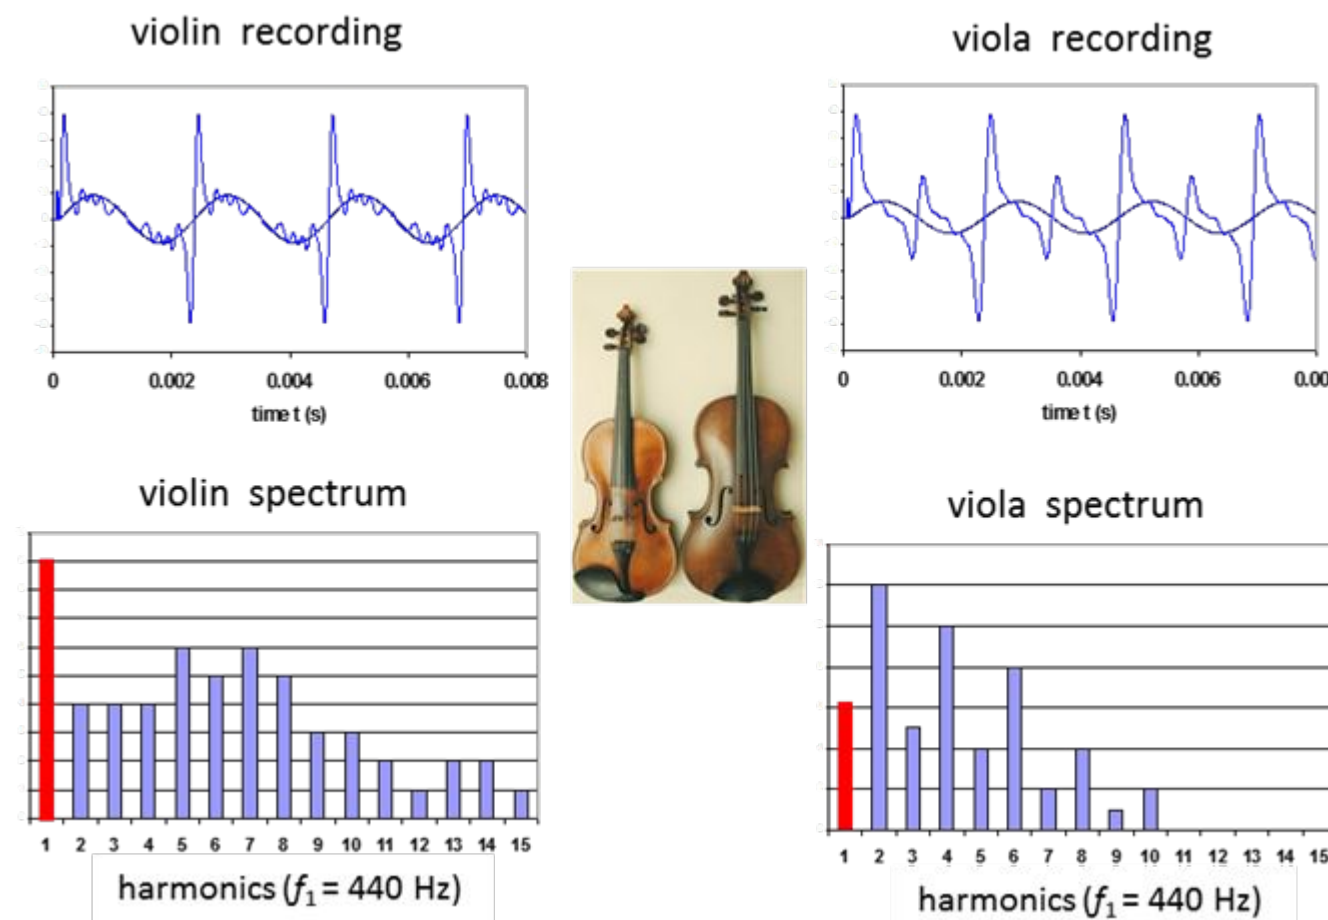 violin recording
viola recording
0 0.002 0.004 0.006 0.008
time t (s)
0 0.002 0.004 0.006 0.00
time t (s)
violin spectrum
viola spectrum
1 2 3 4 5 6 7 8 9 10 11 12 13 14 15
harmonics (f1 = 440 Hz)
1 2 3 4 5 6 7 8 9 10 11 12 13 14 15
harmonics (f1 = 440 Hz)